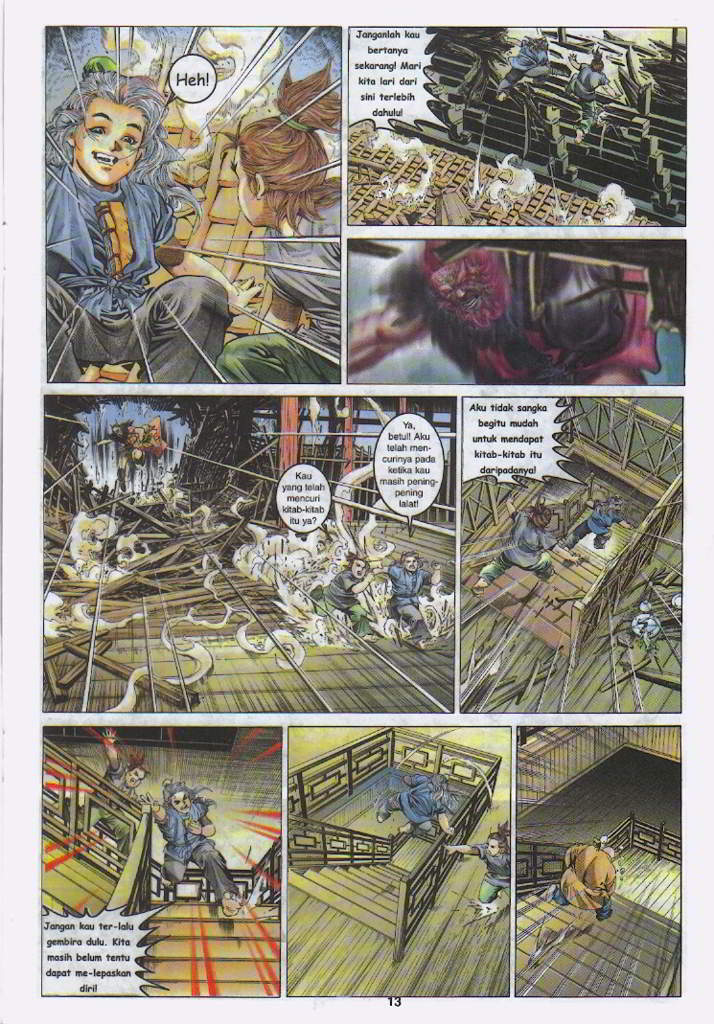 Heh!
Janganlah kau
bertanya
sekarang! Mari
kita lari dari
sini terlebih
dahulu!
Kau
yang telah
mencuri
kitab-kitab
itu ya?
Ya,
betul! Aku
telah men-
curinya pada
ketika kau
masih pening-
pening
lalat!
Aku tidak sangka
begitu mudah
untuk mendapat
kitab-kitab itu
daripadanya!
Jangan kau ter-lalu
gembira dulu. Kita
masih belum tentu
dapat me-lepaskan
diri!
13